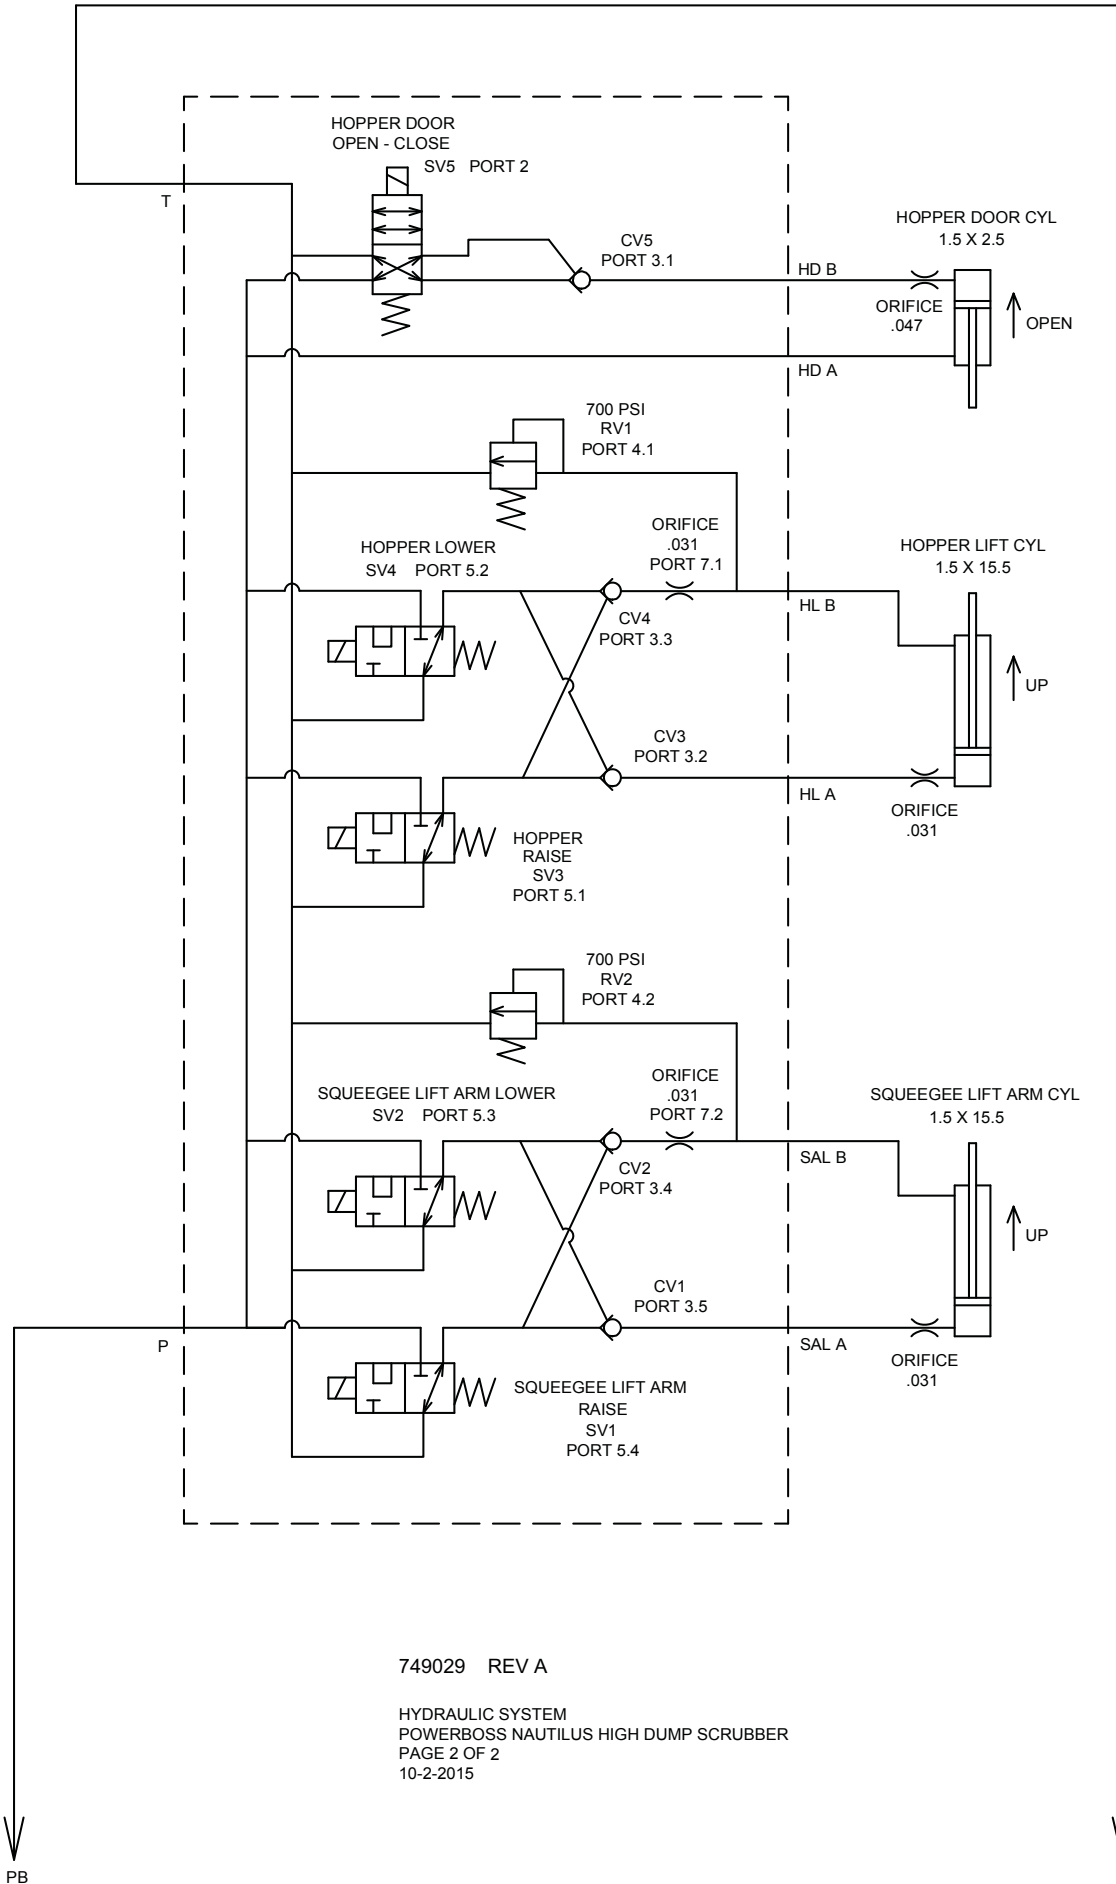 HOPPER DOOR
OPEN - CLOSE
SV5 PORT 2
T
CV5
PORT 3.1
HD B
HOPPER DOOR CYL
1.5 X 2.5
ORIFICE
.047
OPEN
HD A
700 PSI
RV1
PORT 4.1
HOPPER LOWER
SV4 PORT 5.2
ORIFICE
.031
PORT 7.1
HOPPER LIFT CYL
1.5 X 15.5
HL B
CV4
PORT 3.3
UP
CV3
PORT 3.2
HL A
ORIFICE
.031
HOPPER
RAISE
SV3
PORT 5.1
700 PSI
RV2
PORT 4.2
SQUEEGEE LIFT ARM LOWER
SV2 PORT 5.3
ORIFICE
.031
PORT 7.2
SQUEEGEE LIFT ARM CYL
1.5 X 15.5
SAL B
CV2
PORT 3.4
UP
CV1
PORT 3.5
P
SAL A
ORIFICE
.031
SQUEEGEE LIFT ARM
RAISE
SV1
PORT 5.4
749029 REV A
HYDRAULIC SYSTEM
POWERBOSS NAUTILUS HIGH DUMP SCRUBBER
PAGE 2 OF 2
10-2-2015
PB